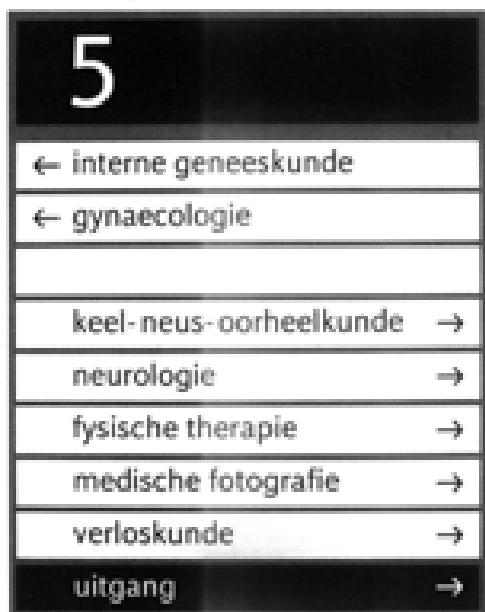 5
← interne geneeskunde
← gynaecologie
keel-neus-oorheelkunde →
neurologie →
fysische therapie →
medische fotografie →
verloskunde →
uitgang →